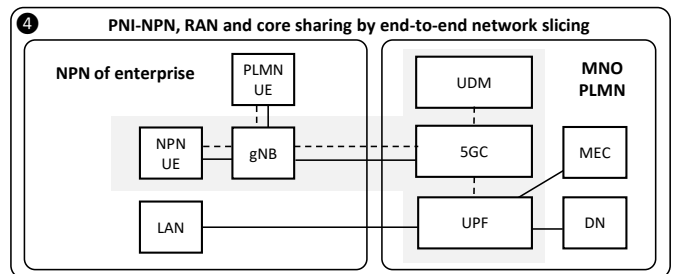 4 PNI-NPN, RAN and core sharing by end-to-end network slicing
NPN of enterprise
PLMN
UE
UDM
MNO
PLMN
NPN
UE
gNB
5GC
MEC
LAN
UPF
DN